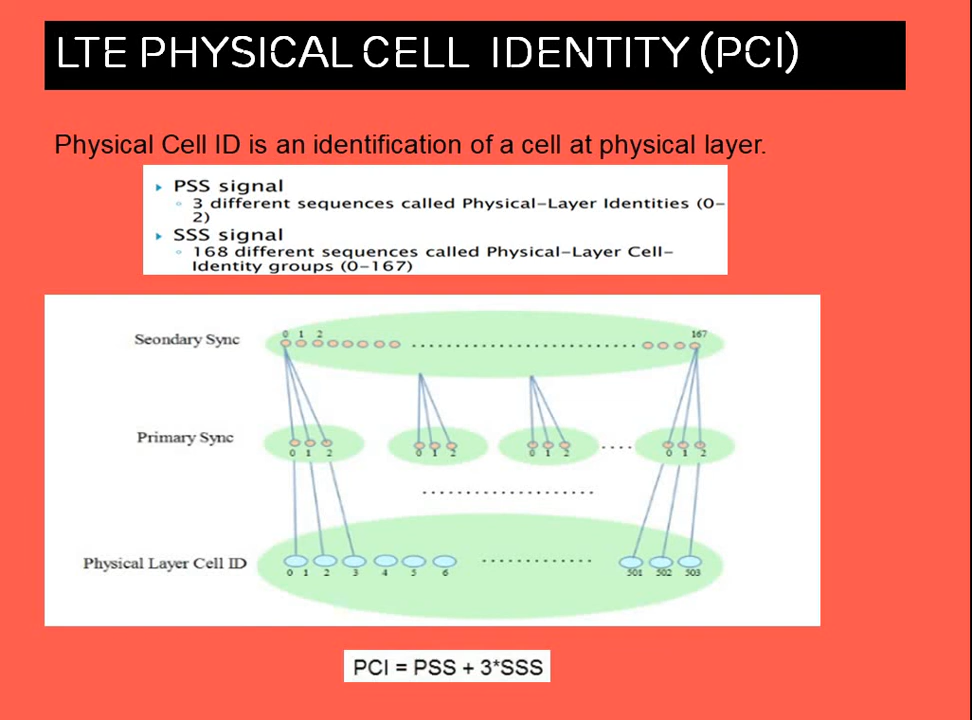 LTE PHYSICAL CELL IDENTITY (PCI)
Physical Cell ID is an identification of a cell at physical layer.
PSS signal
3 different sequences called Physical-Layer Identities (0-
2)
SSS signal
168 different sequences called Physical-Layer Cell-
Identity groups (0-167)
0 1 2 167
Seondary Sync
Primary Sync
0 1 2 0 1 2 0 1 2 0 1 2
Physical Layer Cell ID
0 1 2 3 4 5 6 501 502 503
PCI = PSS + 3*SSS